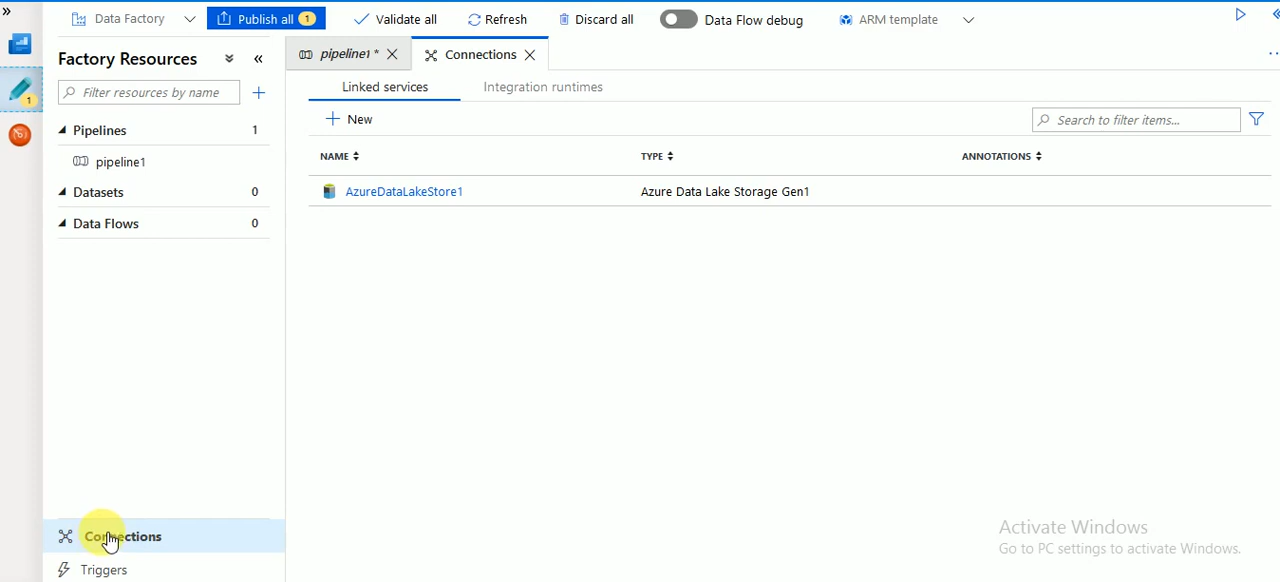 Data Factory
Publish all 1
Validate all
Refresh
Discard all
Data Flow debug
ARM template
1
Factory Resources
Filter resources by name
Pipelines 1
pipeline1
Datasets 0
Data Flows 0
Connections
Triggers
pipeline1 *
Connections
Linked services
Integration runtimes
New
Search to filter items...
NAME TYPE ANNOTATIONS
AzureDataLakeStore1 Azure Data Lake Storage Gen1
Activate Windows
Go to PC settings to activate Windows.